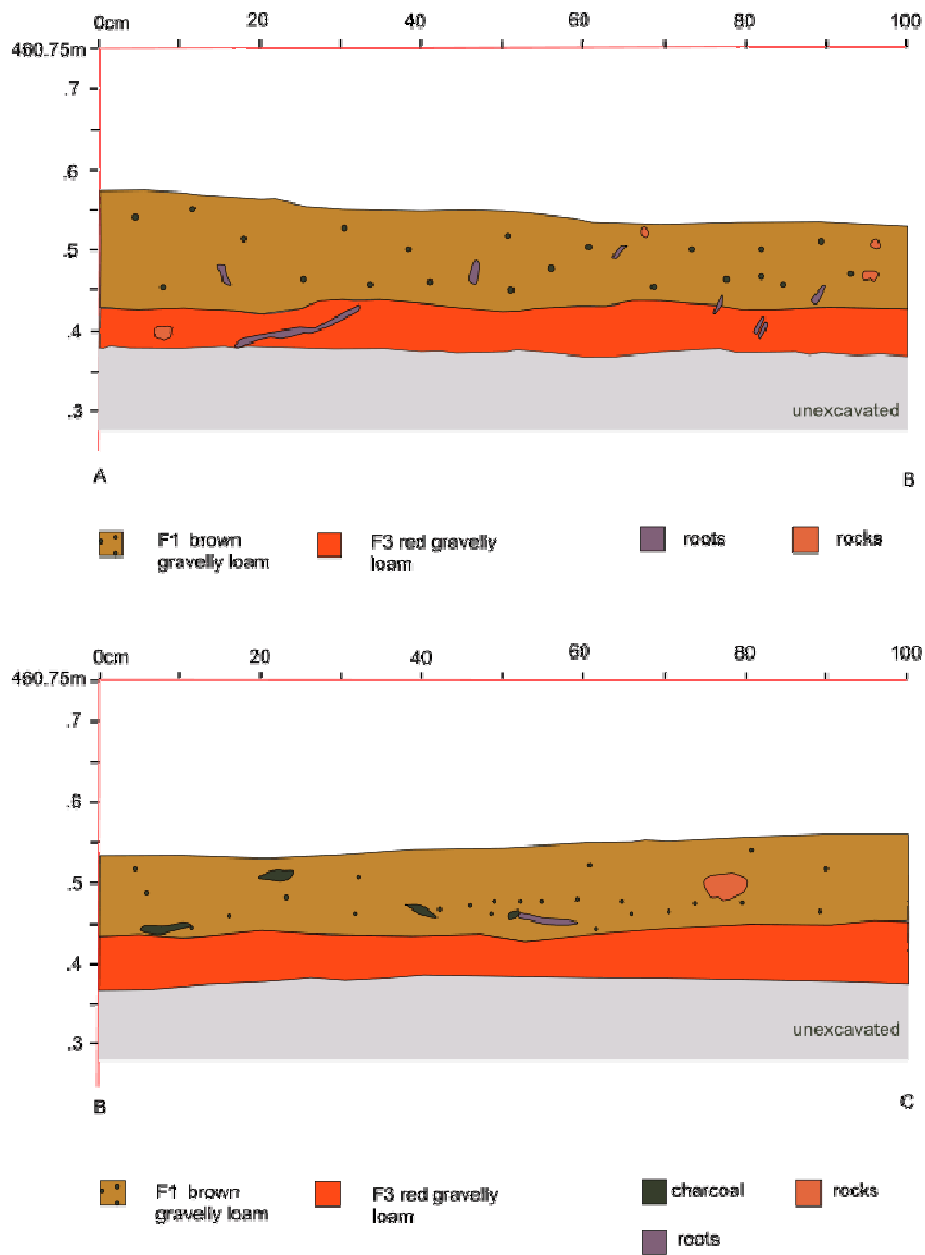 0cm 20 40 60 80 100
460.75m
.7
.6
.5
.4
.3
unexcavated
A B
F1 brown gravelly loam
F3 red gravelly loam
roots
rocks
0cm 20 40 60 80 100
460.75m
.7
.6
.5
.4
.3
unexcavated
B C
F1 brown gravelly loam
F3 red gravelly loam
charcoal
rocks
roots